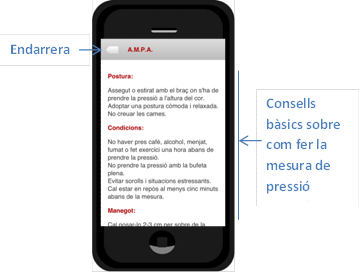 Endarrera
A.M.P.A.
Postura:
Assegut o estirat amb el braç on s'ha de
prendre la pressió a l'altura del cor.
Adoptar una postura còmoda i relaxada.
No creuar les cames.
Condicions:
No haver pres café, alcohol, menjat,
fumat o fet exercici una hora abans de
prendre la pressió.
No prendre la pressió amb la bufeta
plena.
Evitar sorolls i situacions estressants.
Cal estar en repòs al menys cinc minuts
abans de la mesura.
Manegot:
Cal posar-lo 2-3 cm per sobre de la
Consells
bàsics sobre
com fer la
mesura de
pressió